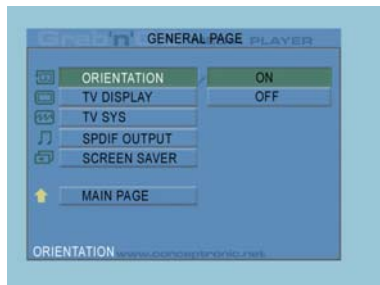 Grab'n'G PLAYER
GENERAL PAGE
ORIENTATION ON
TV DISPLAY OFF
TV SYS
SPDIF OUTPUT
SCREEN SAVER
MAIN PAGE
ORIENTATION www.conceptronic.net